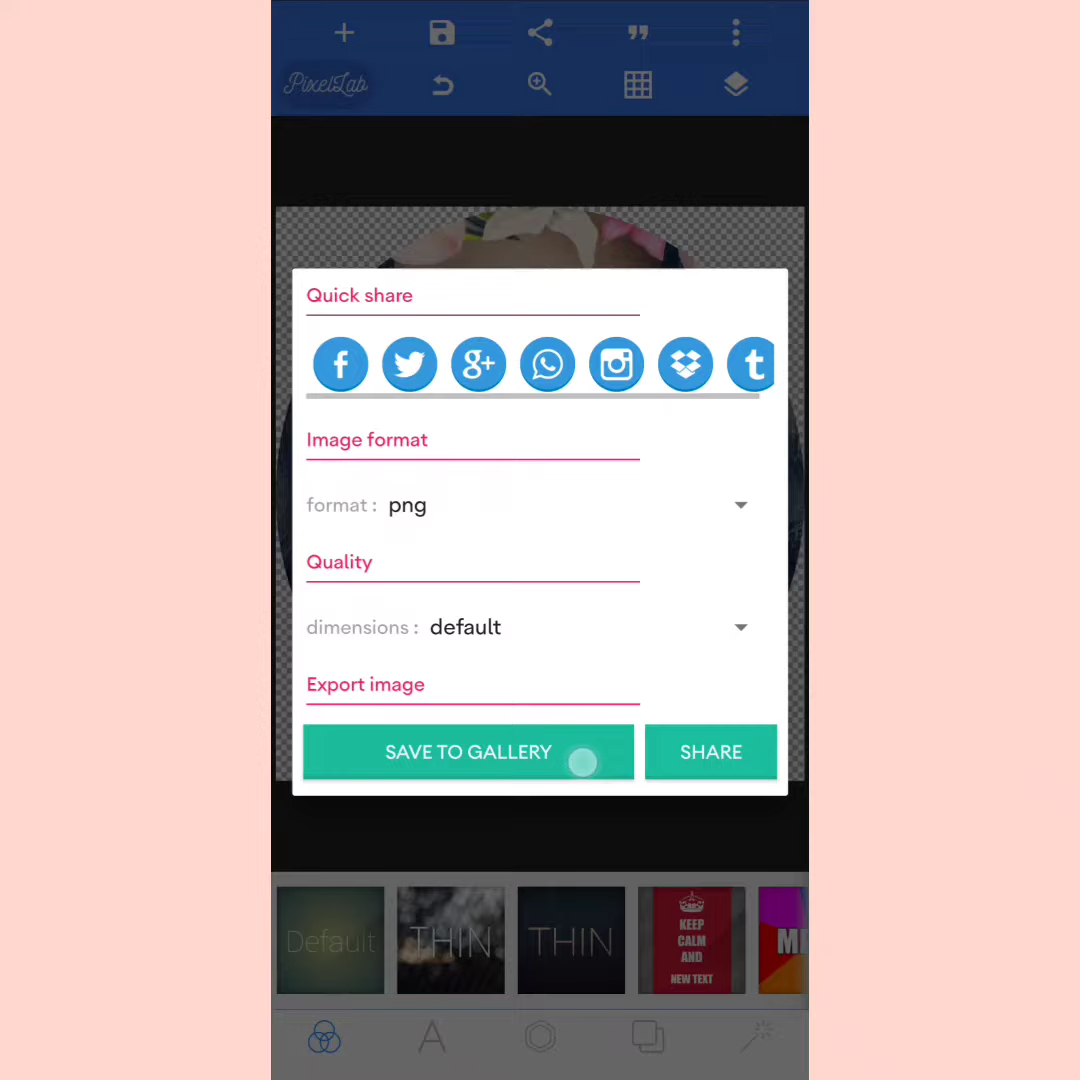 PixelLab
Quick share
Image format
format : png
Quality
dimensions : default
Export image
SAVE TO GALLERY
SHARE
Default
THIN
THIN
KEEP
CALM
AND
NEW TEXT